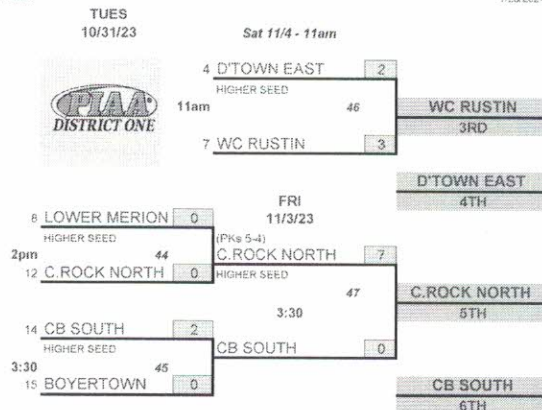 TUES
10/31/23
Sat 11/4 - 11am
4 D'TOWN EAST 2
HIGHER SEED
11am 46
WC RUSTIN
3RD
7 WC RUSTIN 3
PIAA
DISTRICT ONE
D'TOWN EAST
4TH
FRI
11/3/23
8 LOWER MERION 0
HIGHER SEED
2pm 44
12 C.ROCK NORTH 0
(PKs 5-4)
C.ROCK NORTH 7
HIGHER SEED
47
3:30
C.ROCK NORTH
5TH
14 CB SOUTH 2
HIGHER SEED
3:30 45
15 BOYERTOWN 0
CB SOUTH 0
CB SOUTH
6TH